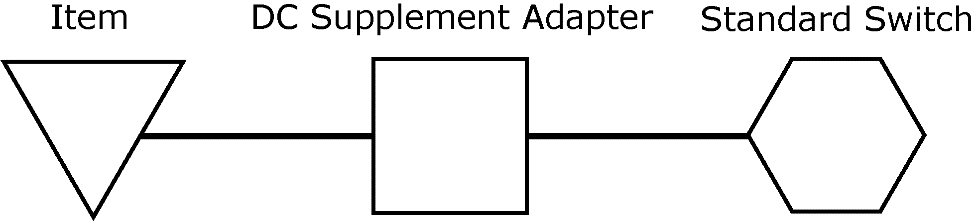 Item
DC Supplement Adapter
Standard Switch